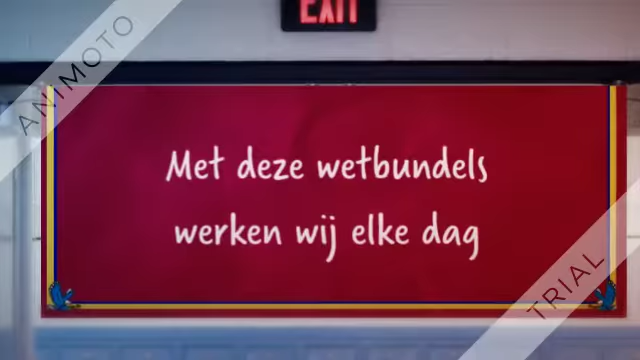 EXIT
ANIMOTO
Met deze wetbundels
werken wij elke dag
TRIAL